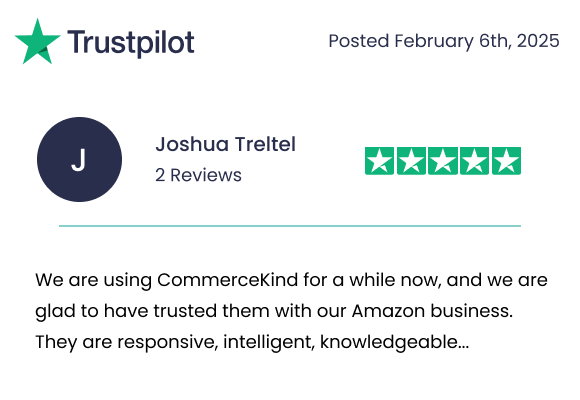 Trustpilot
Posted February 6th, 2025
J
Joshua Treltel
2 Reviews
We are using CommerceKind for a while now, and we are
glad to have trusted them with our Amazon business.
They are responsive, intelligent, knowledgeable...